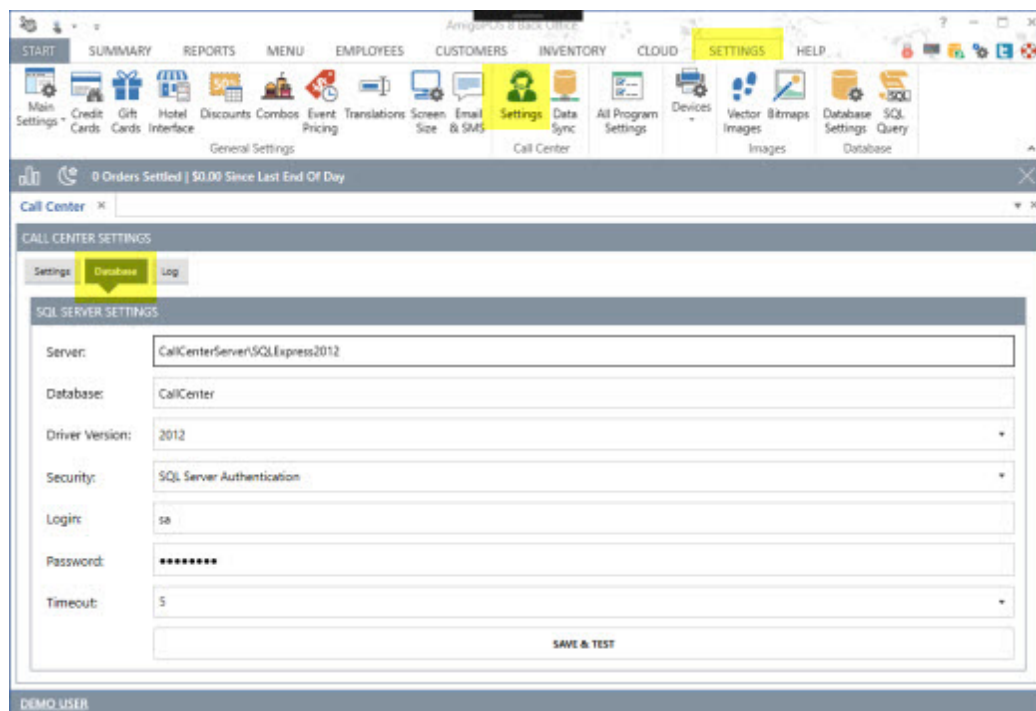 AmigoPOS 8 Back Office
START SUMMARY REPORTS MENU EMPLOYEES CUSTOMERS INVENTORY CLOUD SETTINGS HELP
Main Settings Credit Cards Gift Cards Hotel Interface Discounts Combos Event Pricing Translations Screen Size Email & SMS Settings Data Sync All Program Settings Devices Vector Images Bitmaps Database Settings SQL Query
General Settings Call Center Images Database
0 Orders Settled | $0.00 Since Last End Of Day
Call Center
CALL CENTER SETTINGS
Settings Database Log
SQL SERVER SETTINGS
Server: CallCenterServer\SQLExpress2012
Database: CallCenter
Driver Version: 2012
Security: SQL Server Authentication
Login: sa
Password: ••••••••
Timeout: 5
SAVE & TEST
DEMO USER